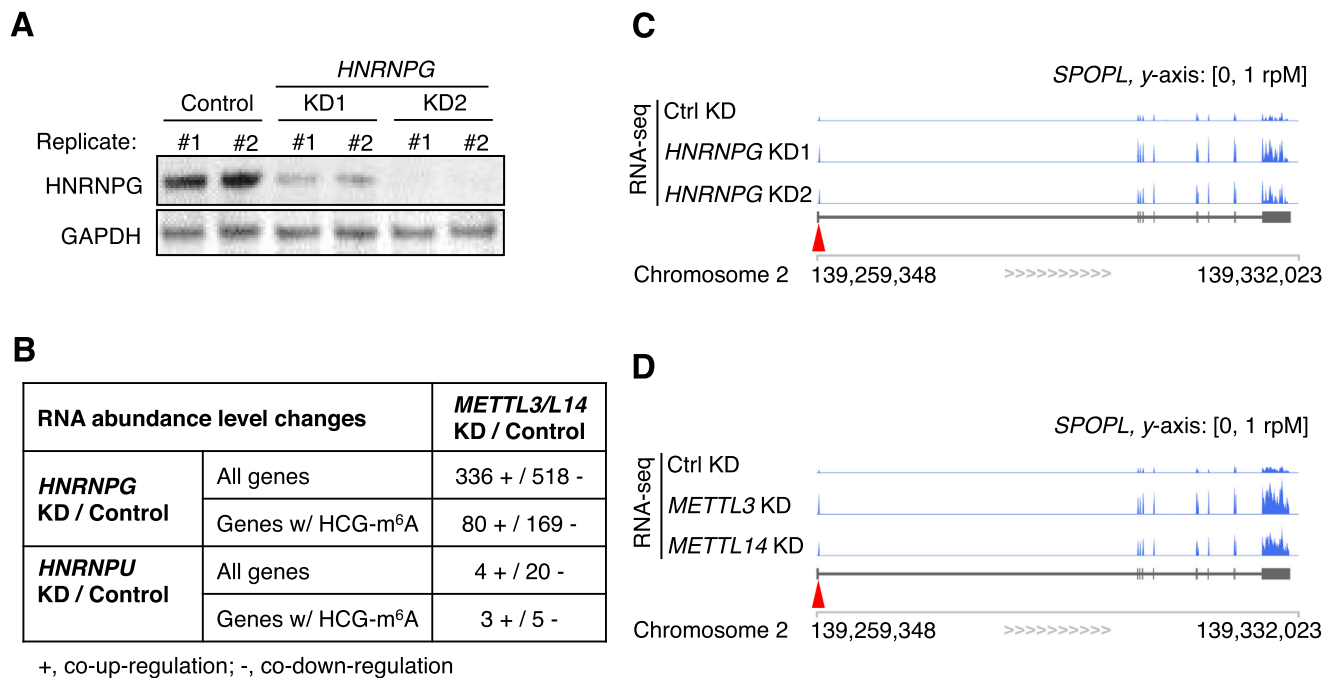 A
HNRNPG
Control KD1 KD2
Replicate: #1 #2 #1 #2 #1 #2
HNRNPG
GAPDH
B
RNA abundance level changes
METTL3/L14
KD / Control
HNRNPG
KD / Control
All genes
336 + / 518 -
Genes w/ HCG-m⁶A
80 + / 169 -
HNRNPU
KD / Control
All genes
4 + / 20 -
Genes w/ HCG-m⁶A
3 + / 5 -
+, co-up-regulation; -, co-down-regulation
C
SPOPL, y-axis: [0, 1 rpM]
RNA-seq
Ctrl KD
HNRNPG KD1
HNRNPG KD2
Chromosome 2 139,259,348 >>>>>>>>>> 139,332,023
D
SPOPL, y-axis: [0, 1 rpM]
RNA-seq
Ctrl KD
METTL3 KD
METTL14 KD
Chromosome 2 139,259,348 >>>>>>>>>> 139,332,023